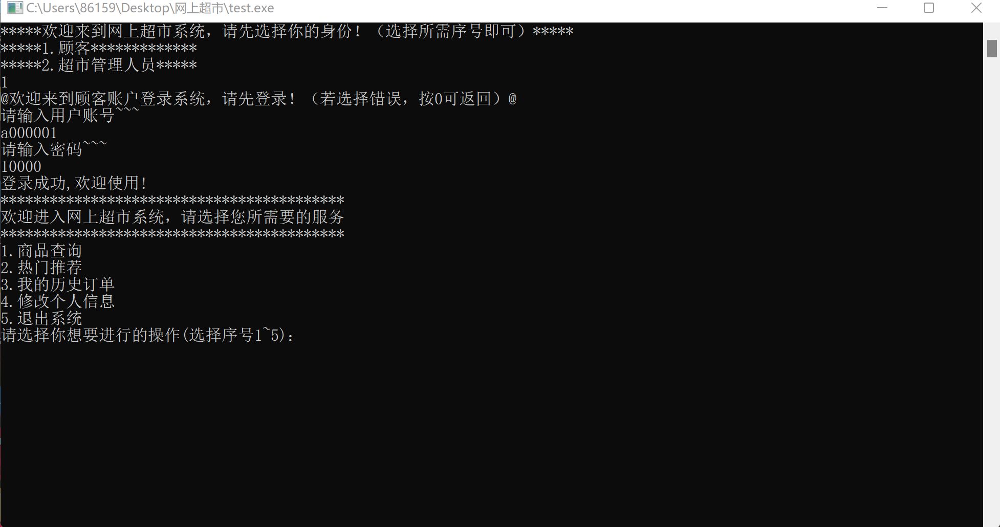 C:\Users\86159\Desktop\网上超市\test.exe
*****欢迎来到网上超市系统，请先选择你的身份！（选择所需序号即可）*****
*****1.顾客*************
*****2.超市管理人员*****
1
@欢迎来到顾客账户登录系统，请先登录！（若选择错误，按0可返回）@
请输入用户账号~~~
a000001
请输入密码~~~
10000
登录成功,欢迎使用!
******************************************
欢迎进入网上超市系统，请选择您所需要的服务
******************************************
1.商品查询
2.热门推荐
3.我的历史订单
4.修改个人信息
5.退出系统
请选择你想要进行的操作(选择序号1~5)：